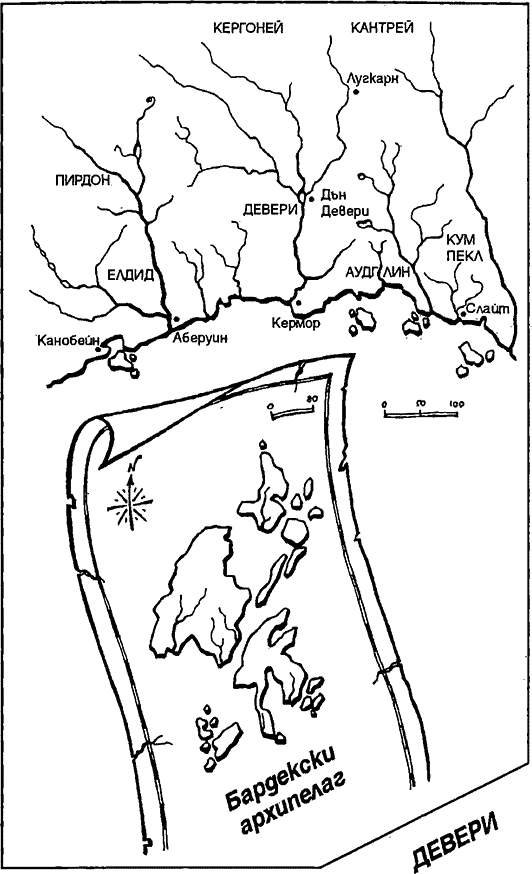 КЕРГОНЕЙ
КАНТРЕЙ
Лугкарн
ПИРДОН
ДЕВЕРИ
Дън
Девери
КУМ
ПЕКЛ
ЕЛДИД
АУДГЛИН
Слайт
Канобейн
Аберуин
Кермор
0 80
0 50 100
N
Бардекски
архипелаг
ДЕВЕРИ